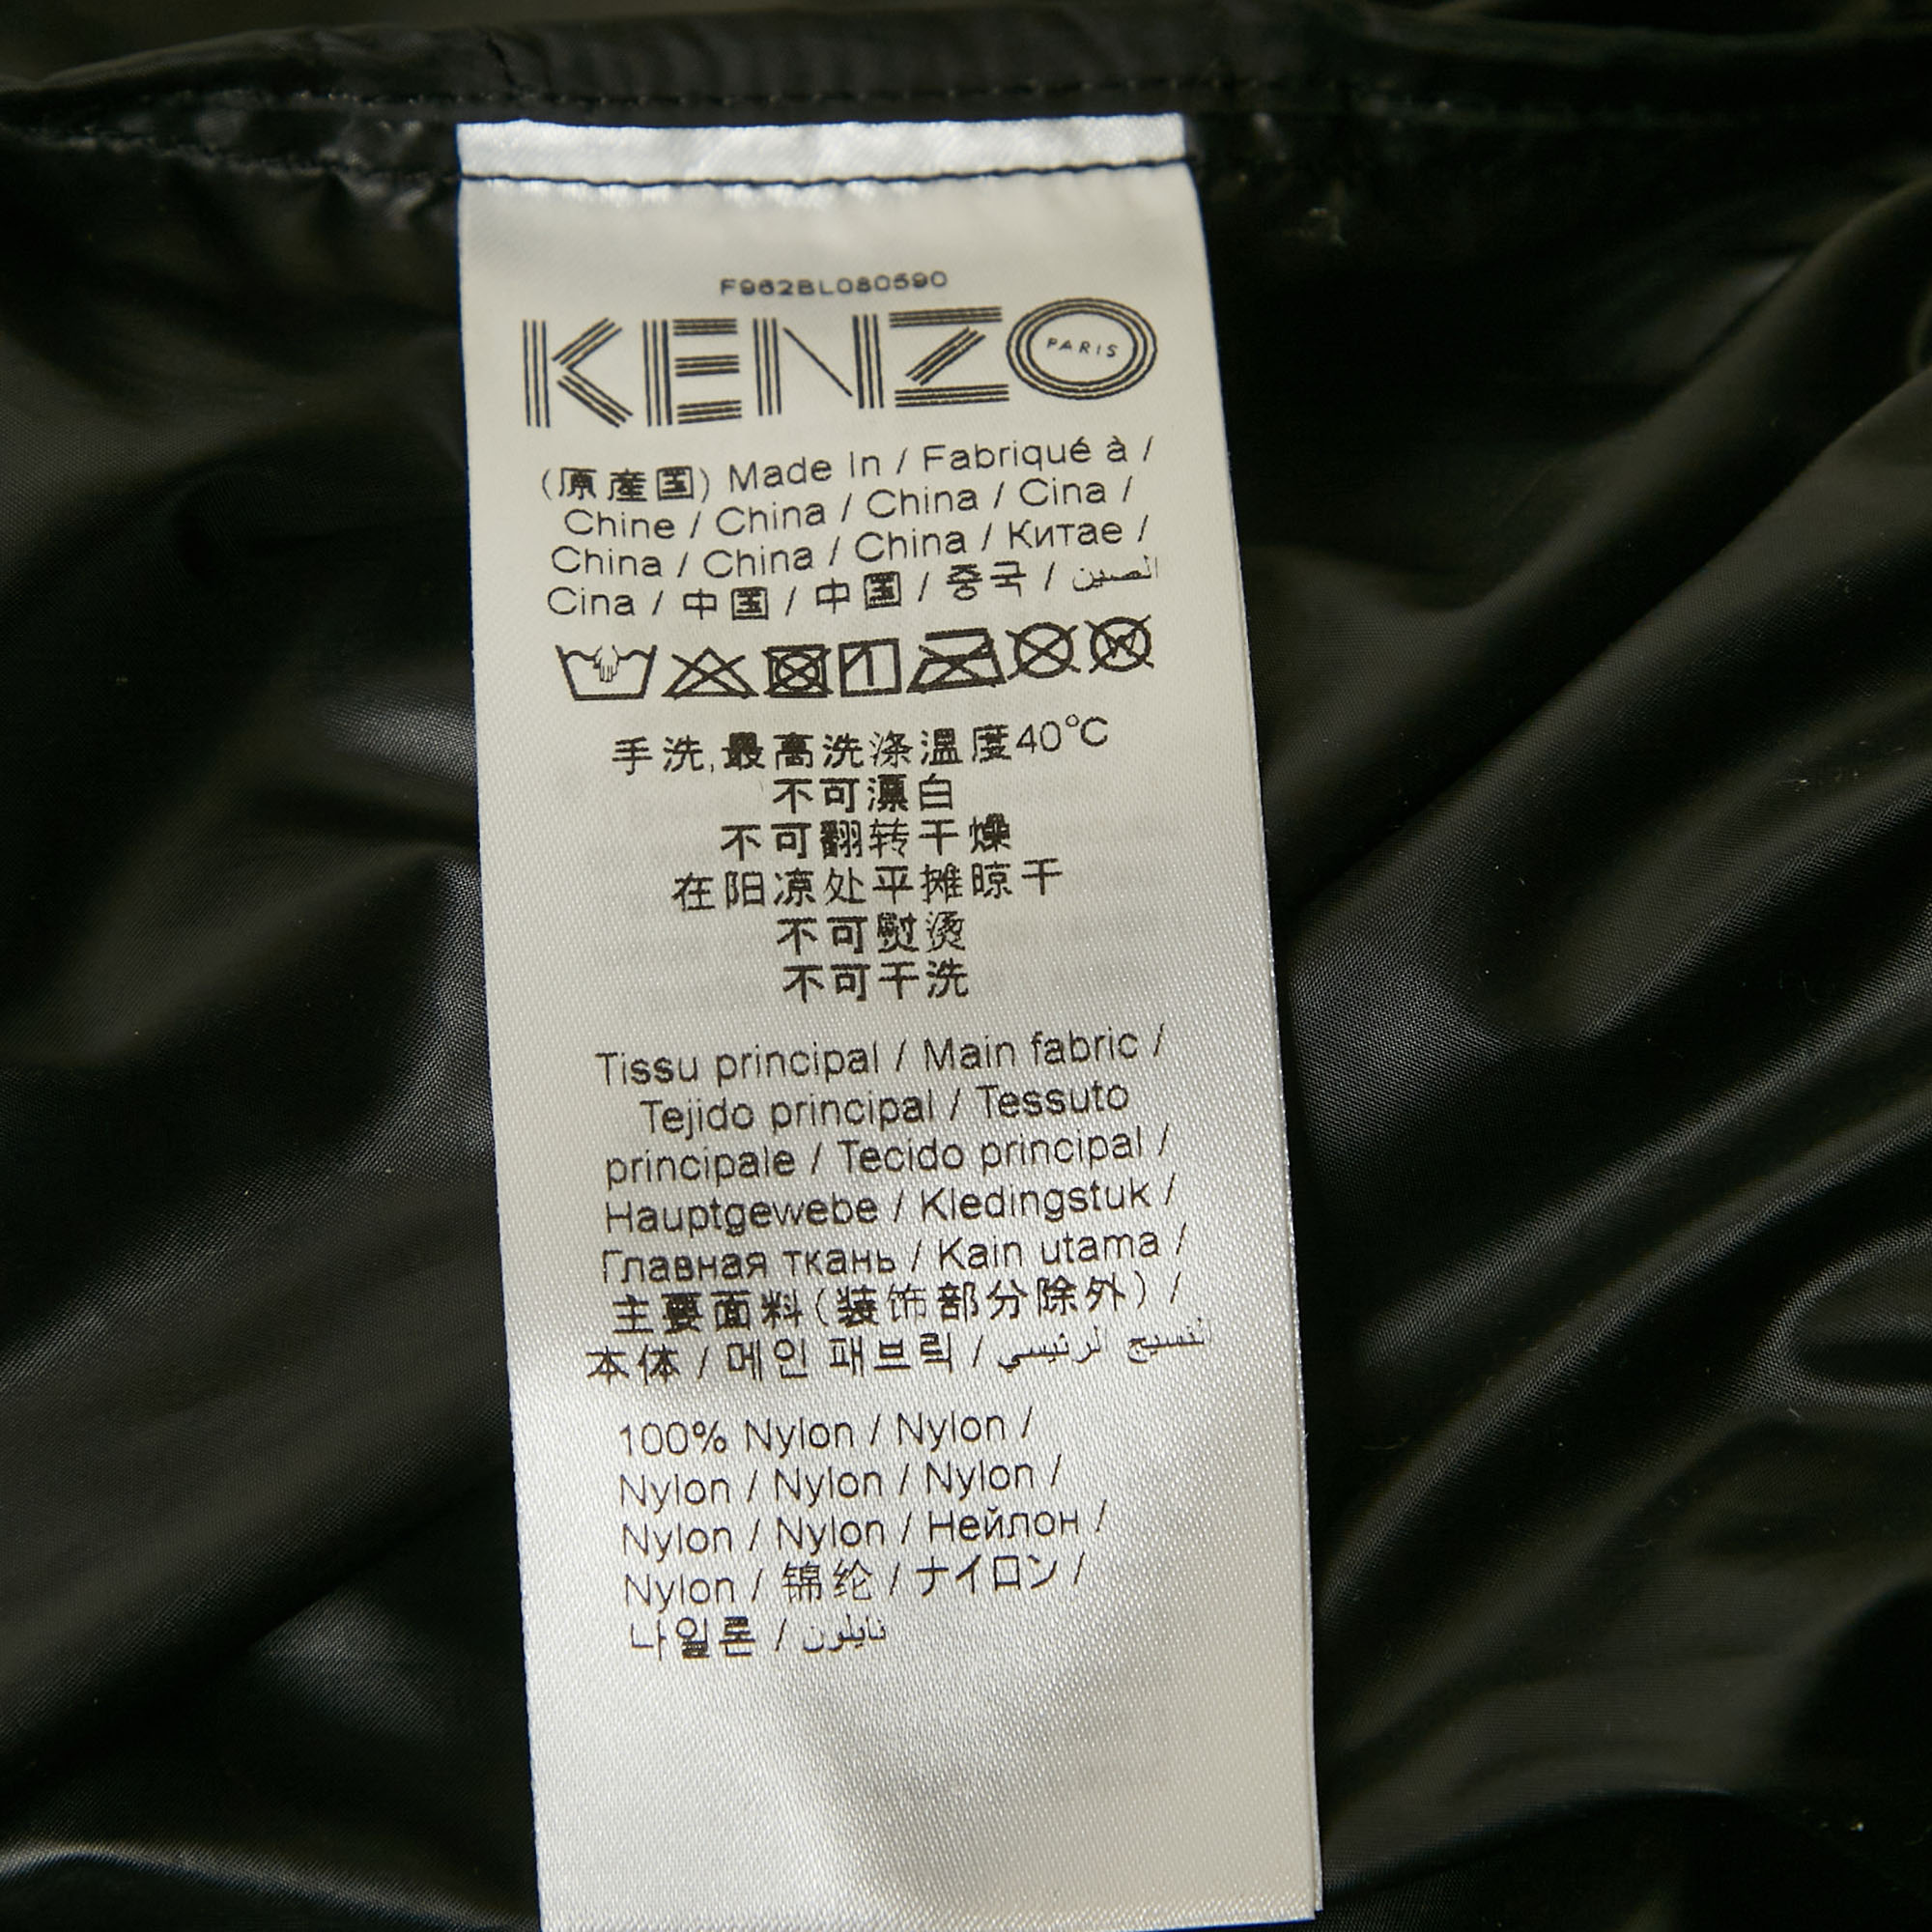 F962BL080590
KENZO PARIS
(原産国) Made In / Fabriqué à /
Chine / China / China / Cina /
China / China / China / Китае /
Cina / 中国 / 中国 / 중국 / الصين
手洗,最高洗涤温度40°C
不可漂白
不可翻转干燥
在阳凉处平摊晾干
不可熨烫
不可干洗
Tissu principal / Main fabric /
Tejido principal / Tessuto
principale / Tecido principal /
Hauptgewebe / Kledingstuk /
Главная ткань / Kain utama /
主要面料(装饰部分除外) /
本体 / 메인 패브릭 / النسيج الرئيسي
100% Nylon / Nylon /
Nylon / Nylon / Nylon /
Nylon / Nylon / Нейлон /
Nylon / 锦纶 / ナイロン /
나일론 / نايلون